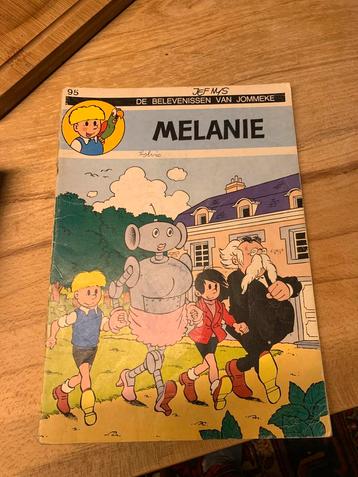 95
JEF NYS
DE BELEVENISSEN VAN JOMMEKE
MELANIE